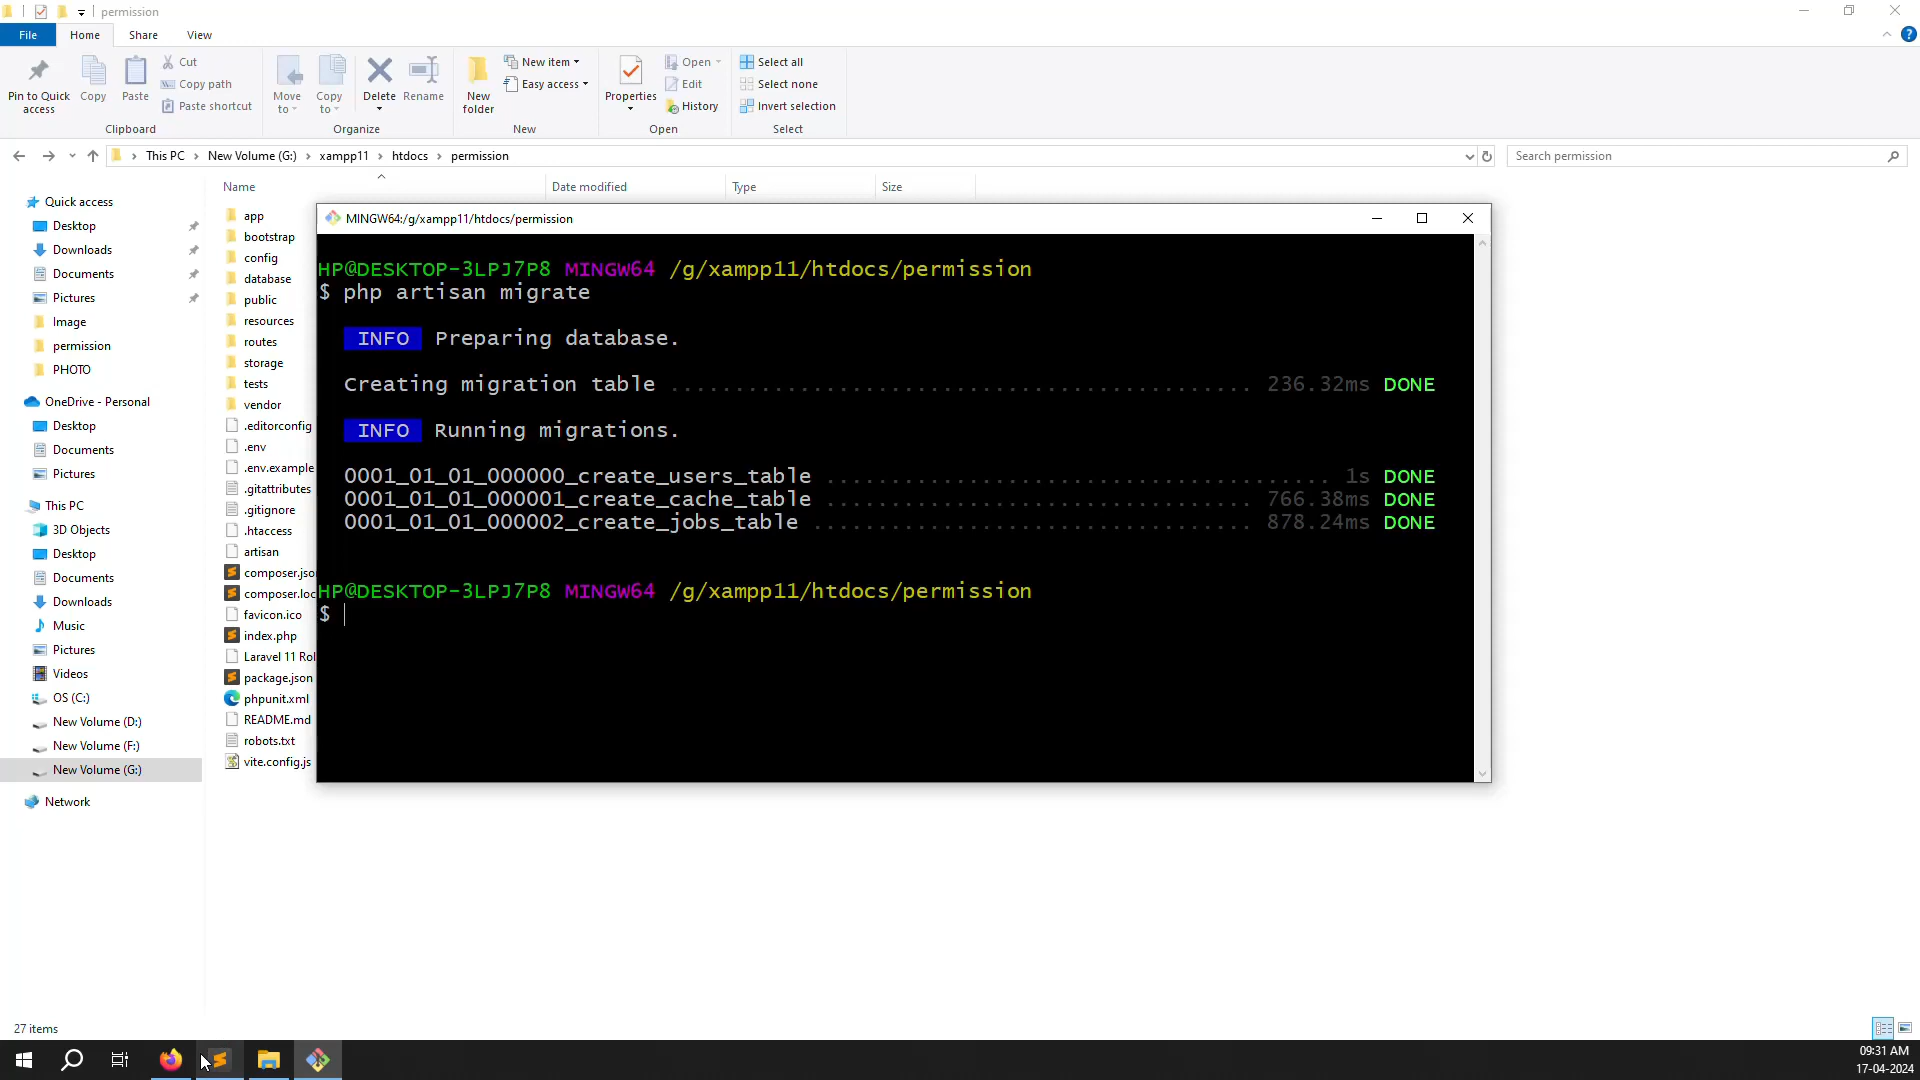 permission
File Home Share View
Pin to Quick access
Copy
Paste
Cut
Copy path
Paste shortcut
Clipboard
Move to
Copy to
Delete
Rename
Organize
New folder
New item
Easy access
New
Properties
Open
Edit
History
Open
Select all
Select none
Invert selection
Select
This PC › New Volume (G:) › xampp11 › htdocs › permission
Search permission
Quick access
Desktop
Downloads
Documents
Pictures
Image
permission
PHOTO
OneDrive - Personal
Desktop
Documents
Pictures
This PC
3D Objects
Desktop
Documents
Downloads
Music
Pictures
Videos
OS (C:)
New Volume (D:)
New Volume (F:)
New Volume (G:)
Network
Name Date modified Type Size
app
bootstrap
config
database
public
resources
routes
storage
tests
vendor
.editorconfig
.env
.env.example
.gitattributes
.gitignore
.htaccess
artisan
composer.jso
composer.loc
favicon.ico
index.php
Laravel 11 Rol
package.json
phpunit.xml
README.md
robots.txt
vite.config.js
MINGW64:/g/xampp11/htdocs/permission
HP@DESKTOP-3LPJ7P8 MINGW64 /g/xampp11/htdocs/permission
$ php artisan migrate
INFO Preparing database.
Creating migration table ............................................. 236.32ms DONE
INFO Running migrations.
0001_01_01_000000_create_users_table ....................................... 1s DONE
0001_01_01_000001_create_cache_table ................................. 766.38ms DONE
0001_01_01_000002_create_jobs_table .................................. 878.24ms DONE
HP@DESKTOP-3LPJ7P8 MINGW64 /g/xampp11/htdocs/permission
$
27 items
09:31 AM
17-04-2024